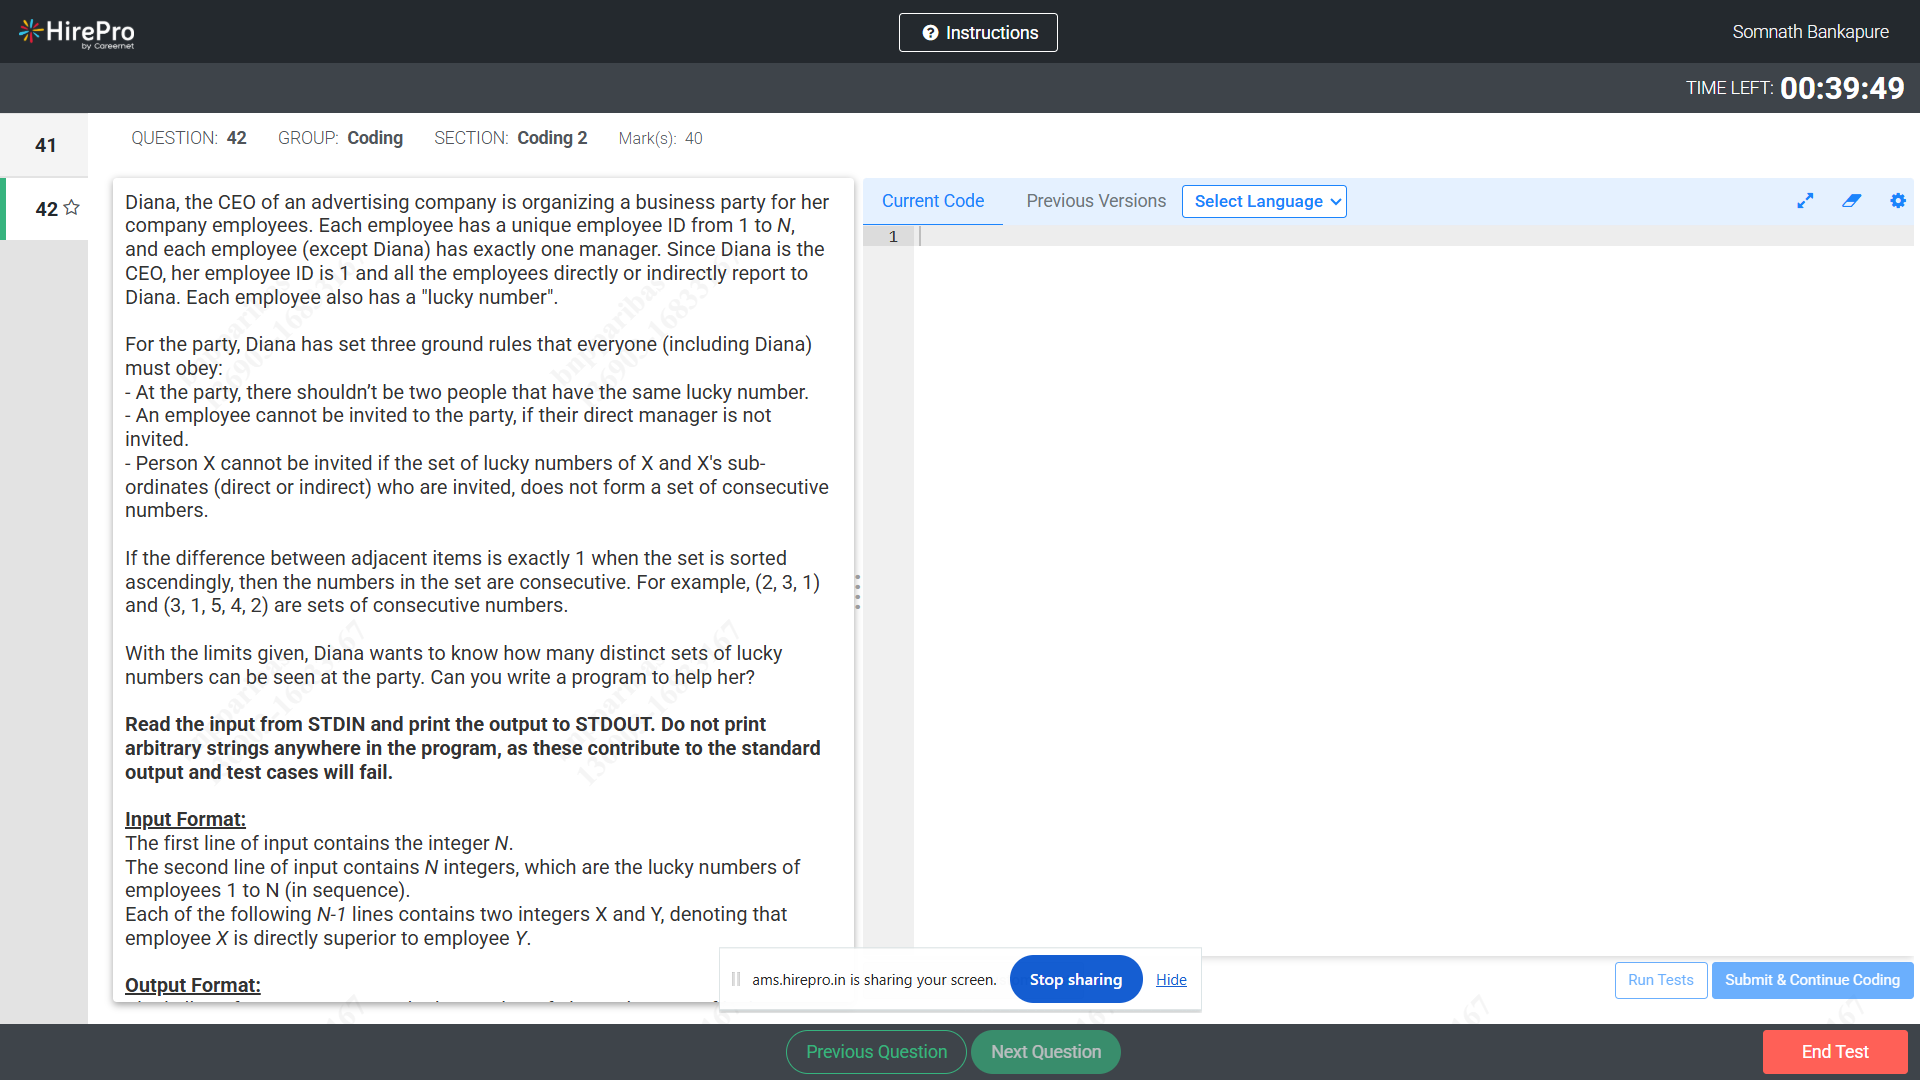 HirePro
by Careernet
Instructions
Somnath Bankapure
TIME LEFT: 00:39:49
41
42
QUESTION: 42 GROUP: Coding SECTION: Coding 2 Mark(s): 40
Diana, the CEO of an advertising company is organizing a business party for her
company employees. Each employee has a unique employee ID from 1 to N,
and each employee (except Diana) has exactly one manager. Since Diana is the
CEO, her employee ID is 1 and all the employees directly or indirectly report to
Diana. Each employee also has a "lucky number".
For the party, Diana has set three ground rules that everyone (including Diana)
must obey:
- At the party, there shouldn't be two people that have the same lucky number.
- An employee cannot be invited to the party, if their direct manager is not
invited.
- Person X cannot be invited if the set of lucky numbers of X and X's sub-
ordinates (direct or indirect) who are invited, does not form a set of consecutive
numbers.
If the difference between adjacent items is exactly 1 when the set is sorted
ascendingly, then the numbers in the set are consecutive. For example, (2, 3, 1)
and (3, 1, 5, 4, 2) are sets of consecutive numbers.
With the limits given, Diana wants to know how many distinct sets of lucky
numbers can be seen at the party. Can you write a program to help her?
Read the input from STDIN and print the output to STDOUT. Do not print
arbitrary strings anywhere in the program, as these contribute to the standard
output and test cases will fail.
Input Format:
The first line of input contains the integer N.
The second line of input contains N integers, which are the lucky numbers of
employees 1 to N (in sequence).
Each of the following N-1 lines contains two integers X and Y, denoting that
employee X is directly superior to employee Y.
Output Format:
Current Code
Previous Versions
Select Language
1
ams.hirepro.in is sharing your screen.
Stop sharing
Hide
Run Tests
Submit & Continue Coding
Previous Question
Next Question
End Test